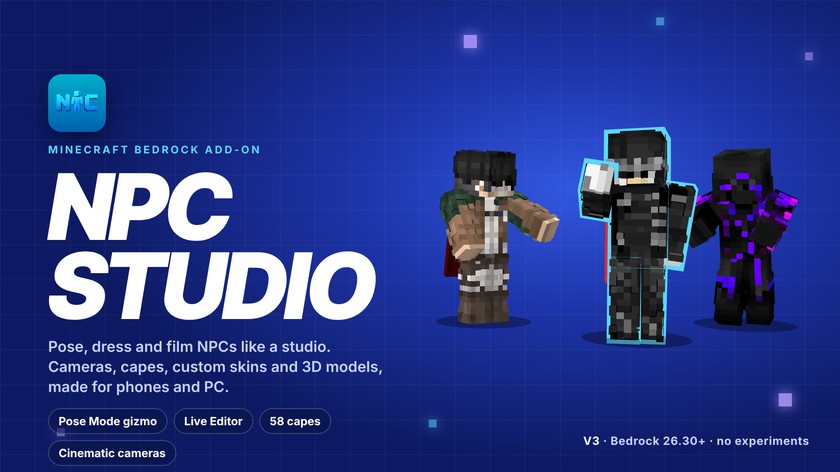 NPC
MINECRAFT BEDROCK ADD-ON
NPC
STUDIO
Pose, dress and film NPCs like a studio.
Cameras, capes, custom skins and 3D models,
made for phones and PC.
Pose Mode gizmo
Live Editor
58 capes
Cinematic cameras
V3 · Bedrock 26.30+ · no experiments